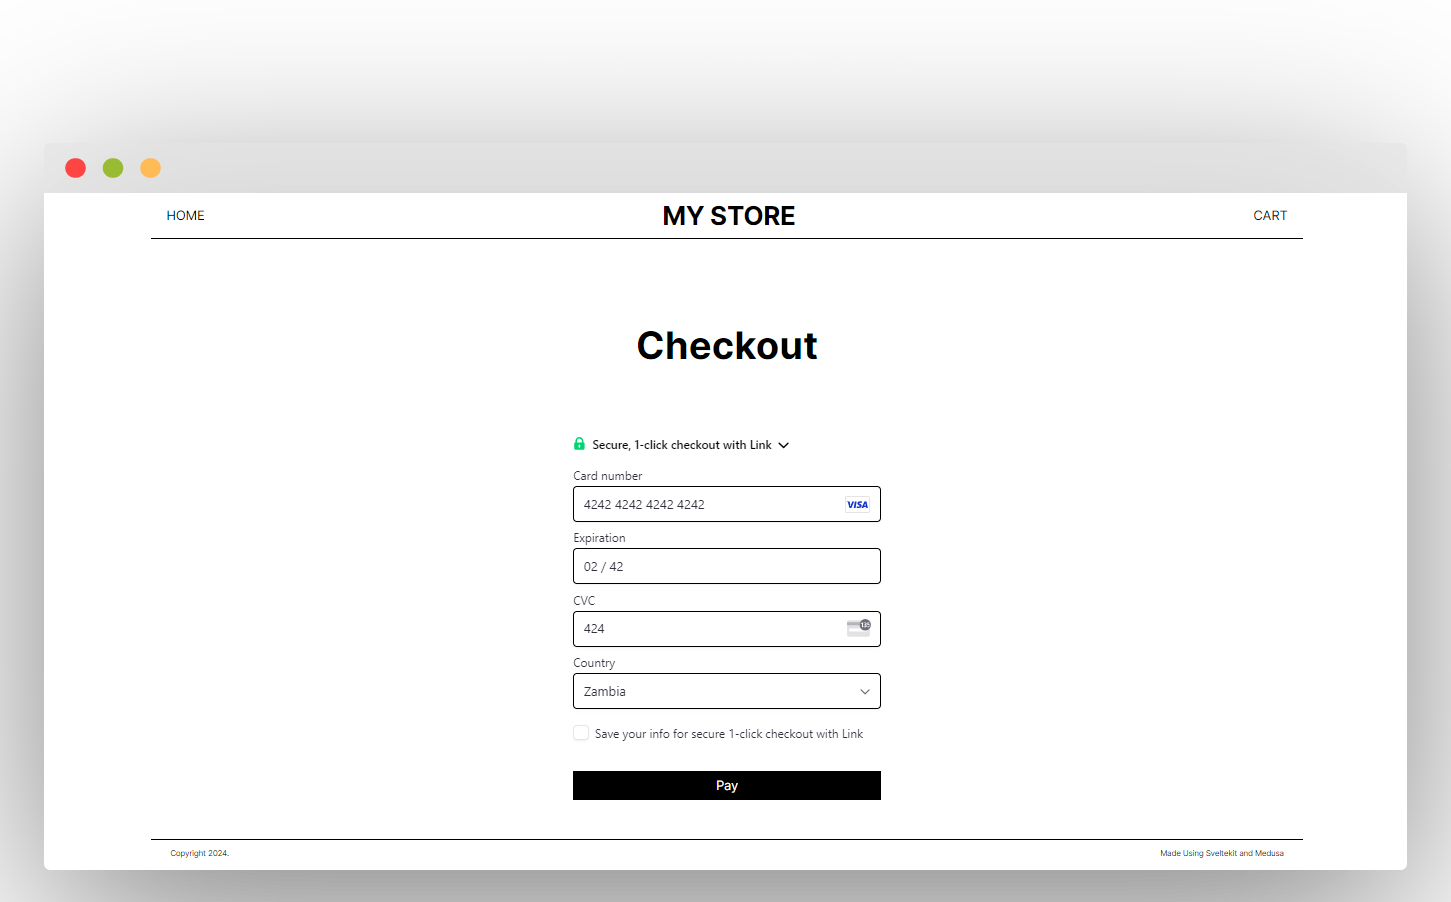 HOME MY STORE CART
Checkout
Secure, 1-click checkout with Link
Card number
4242 4242 4242 4242 VISA
Expiration
02 / 42
CVC
424
Country
Zambia
Save your info for secure 1-click checkout with Link
Pay
Copyright 2024. Made Using Sveltekit and Medusa